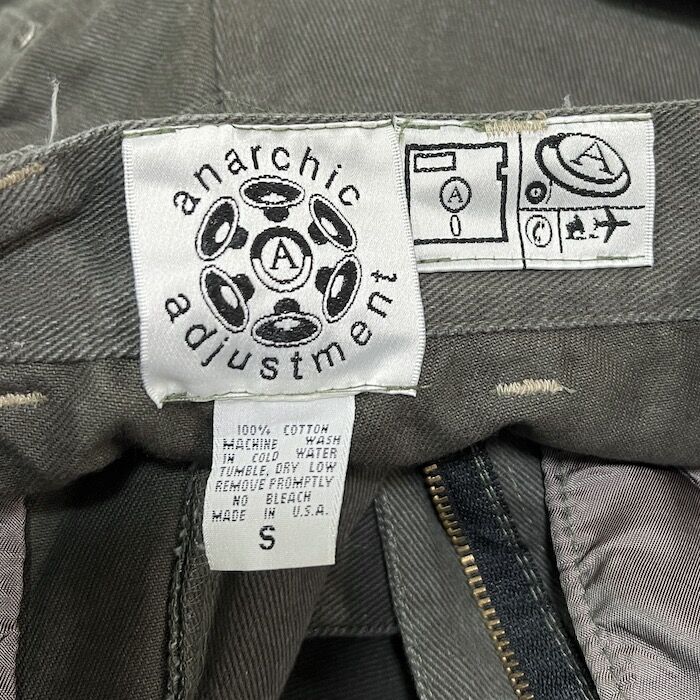 anarchic
A
adjustment
A
A
100% COTTON
MACHINE WASH
IN COLD WATER
TUMBLE, DRY LOW
REMOVE PROMPTLY
NO BLEACH
MADE IN U.S.A.
S